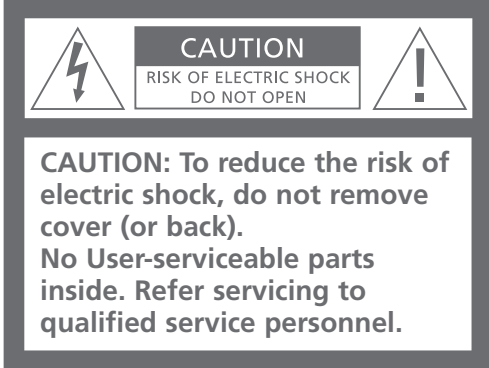 CAUTION
RISK OF ELECTRIC SHOCK
DO NOT OPEN
CAUTION: To reduce the risk of
electric shock, do not remove
cover (or back).
No User-serviceable parts
inside. Refer servicing to
qualified service personnel.